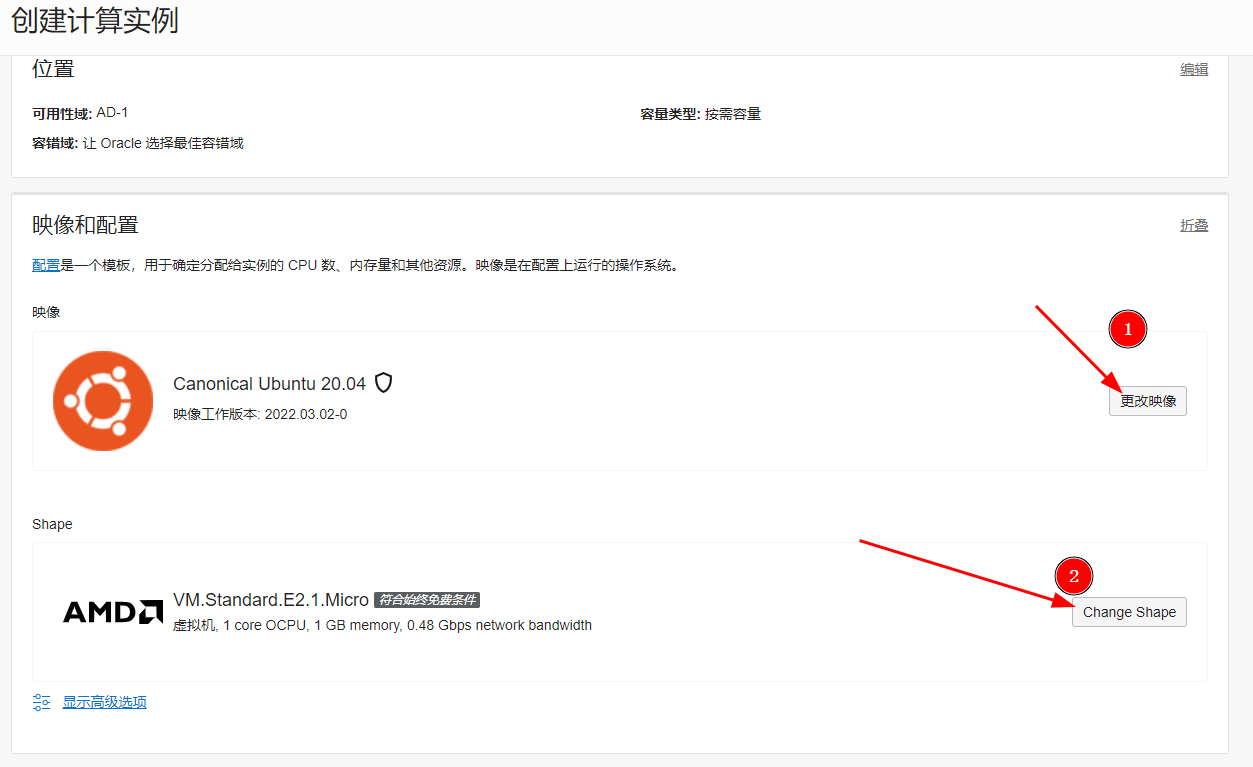 创建计算实例
位置
编辑
可用性域: AD-1
容量类型: 按需容量
容错域: 让 Oracle 选择最佳容错域
映像和配置
折叠
配置是一个模板，用于确定分配给实例的 CPU 数、内存量和其他资源。映像是在配置上运行的操作系统。
映像
1
Canonical Ubuntu 20.04
映像工作版本: 2022.03.02-0
更改映像
Shape
2
AMD
VM.Standard.E2.1.Micro 符合始终免费条件
虚拟机, 1 core OCPU, 1 GB memory, 0.48 Gbps network bandwidth
Change Shape
显示高级选项